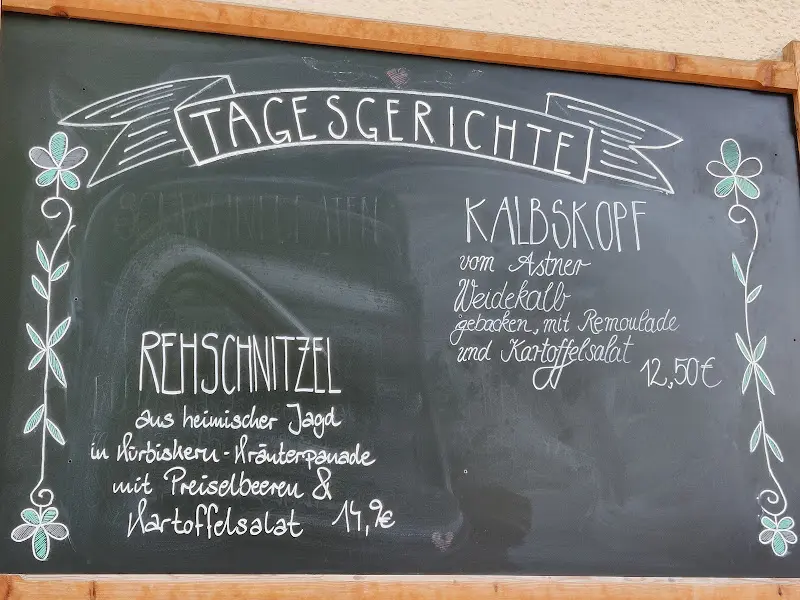 TAGESGERICHTE
KALBSKOPF
vom Astner
Weidekalb
gebacken, mit Remoulade
und Kartoffelsalat
12,50€
REHSCHNITZEL
aus heimischer Jagd
in Kürbiskern-Kräuterpanade
mit Preiselbeeren &
Kartoffelsalat 14,9€